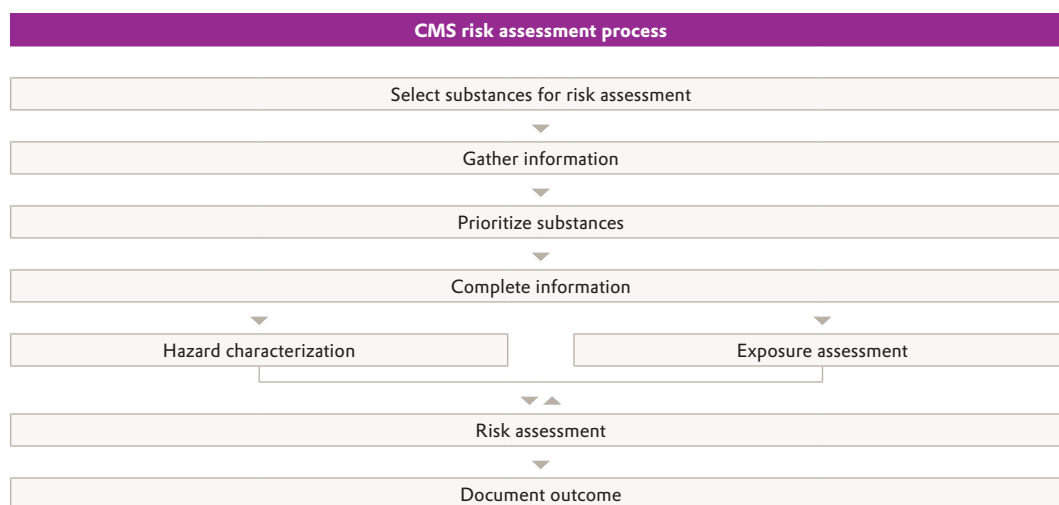 CMS risk assessment process
Select substances for risk assessment
Gather information
Prioritize substances
Complete information
Hazard characterization
Exposure assessment
Risk assessment
Document outcome